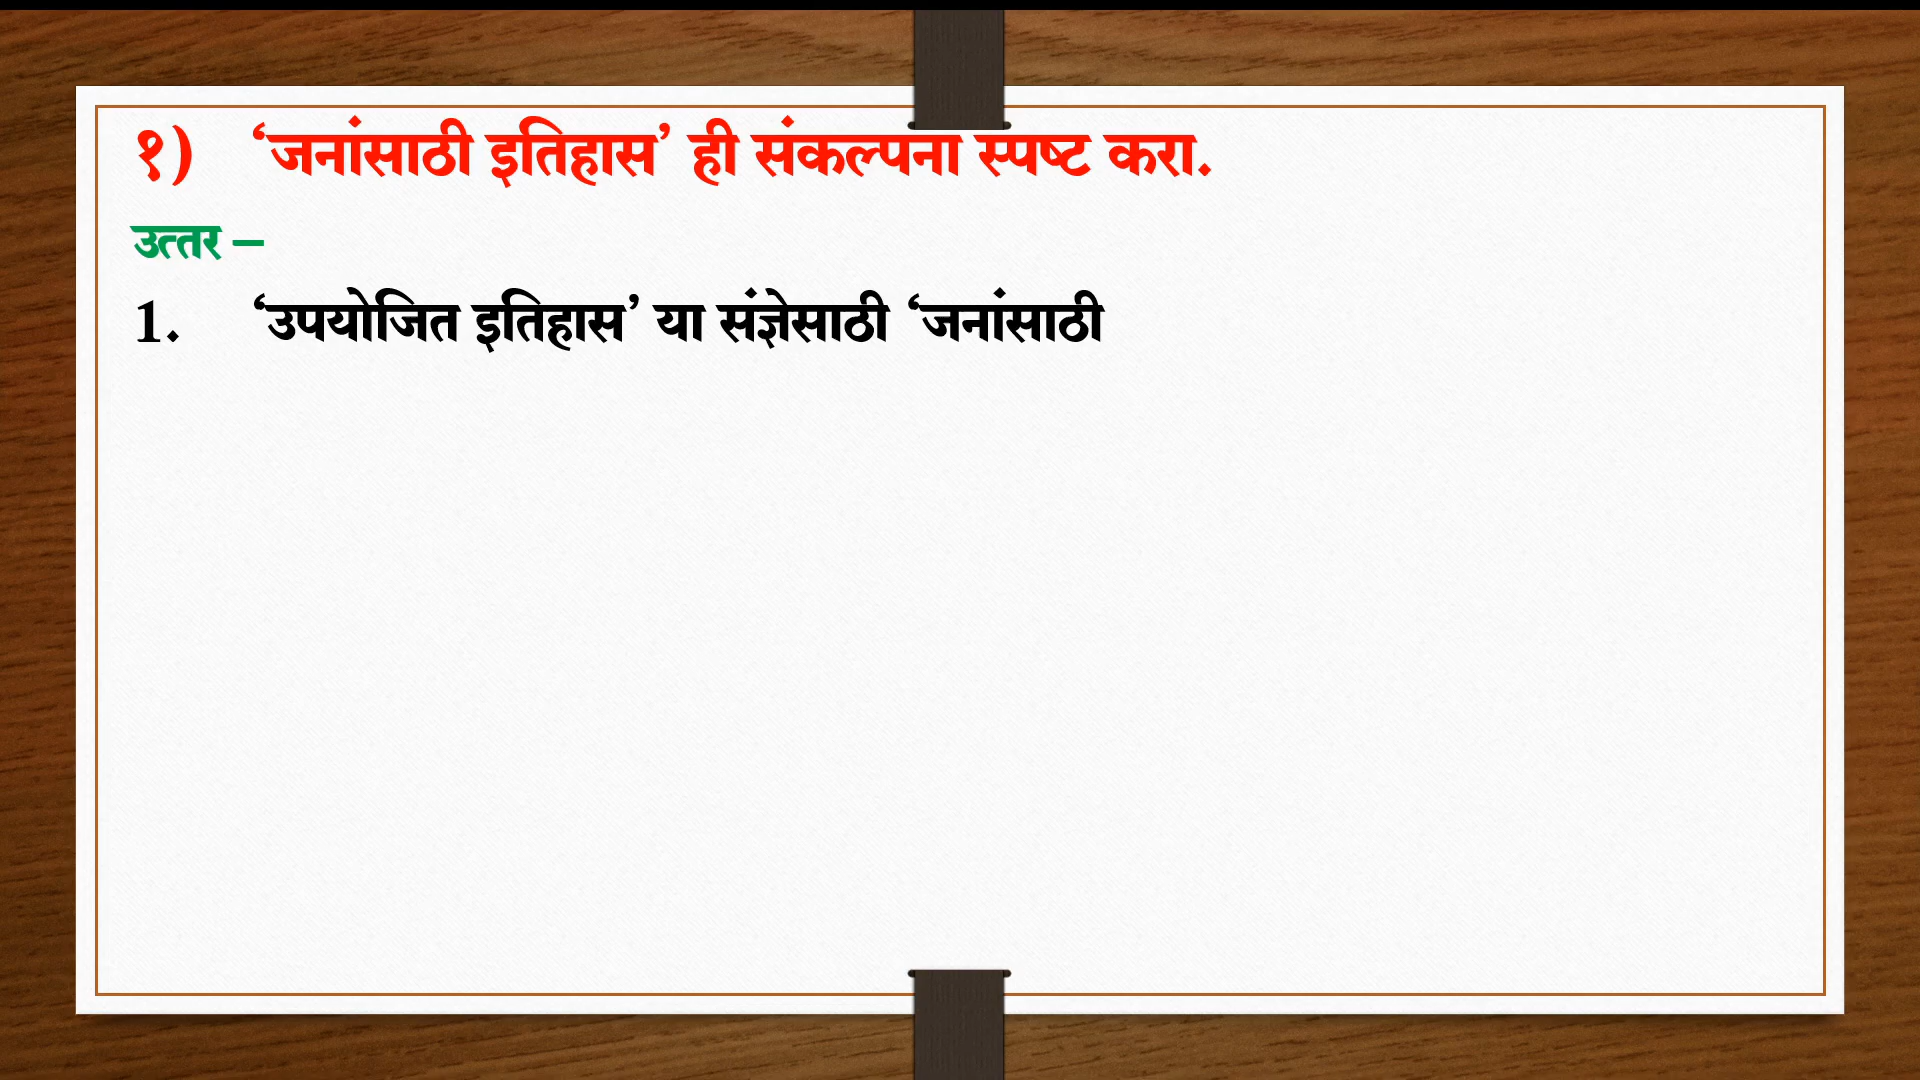 १) ‘जनांसाठी इतिहास’ ही संकल्पना स्पष्ट करा.
उत्तर –
1. ‘उपयोजित इतिहास’ या संज्ञेसाठी ‘जनांसाठी